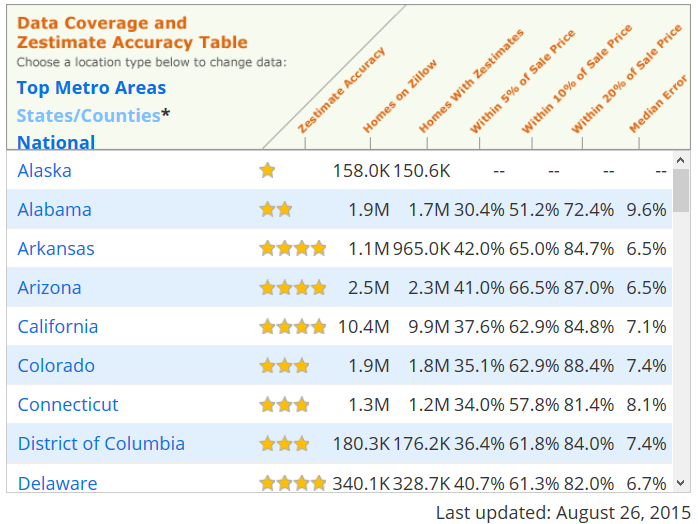 Data Coverage and
Zestimate Accuracy Table
Choose a location type below to change data:
Top Metro Areas
States/Counties*
National
Zestimate Accuracy
Homes on Zillow
Homes With Zestimates
Within 5% of Sale Price
Within 10% of Sale Price
Within 20% of Sale Price
Median Error
Alaska 158.0K 150.6K -- -- -- --
Alabama 1.9M 1.7M 30.4% 51.2% 72.4% 9.6%
Arkansas 1.1M 965.0K 42.0% 65.0% 84.7% 6.5%
Arizona 2.5M 2.3M 41.0% 66.5% 87.0% 6.5%
California 10.4M 9.9M 37.6% 62.9% 84.8% 7.1%
Colorado 1.9M 1.8M 35.1% 62.9% 88.4% 7.4%
Connecticut 1.3M 1.2M 34.0% 57.8% 81.4% 8.1%
District of Columbia 180.3K 176.2K 36.4% 61.8% 84.0% 7.4%
Delaware 340.1K 328.7K 40.7% 61.3% 82.0% 6.7%
Last updated: August 26, 2015